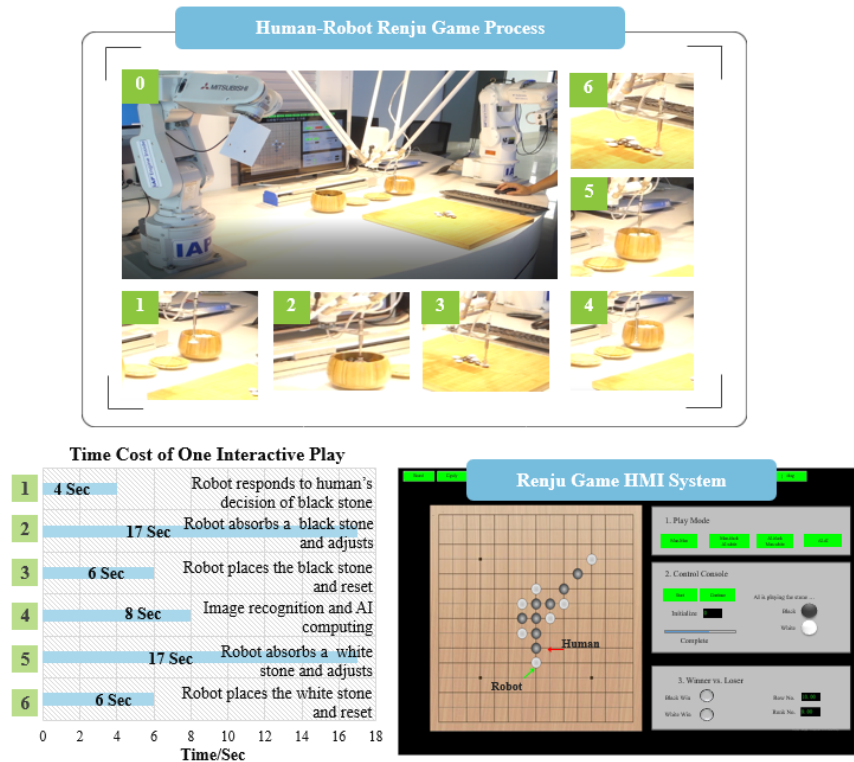 Human-Robot Renju Game Process
0
MITSUBISHI
IAP
6
5
1
2
3
4
Time Cost of One Interactive Play
1
4 Sec
Robot responds to human's
decision of black stone
2
17 Sec
Robot absorbs a black stone
and adjusts
3
6 Sec
Robot places the black stone
and reset
4
8 Sec
Image recognition and AI
computing
5
17 Sec
Robot absorbs a white
stone and adjusts
6
6 Sec
Robot places the white stone
and reset
0 2 4 6 8 10 12 14 16 18
Time/Sec
Renju Game HMI System
Human
Robot
1. Play Mode
2. Control Console
Start
AI is playing the stone ...
Initialize
Black
White
Complete
3. Winner vs. Loser
Black Win
White Win